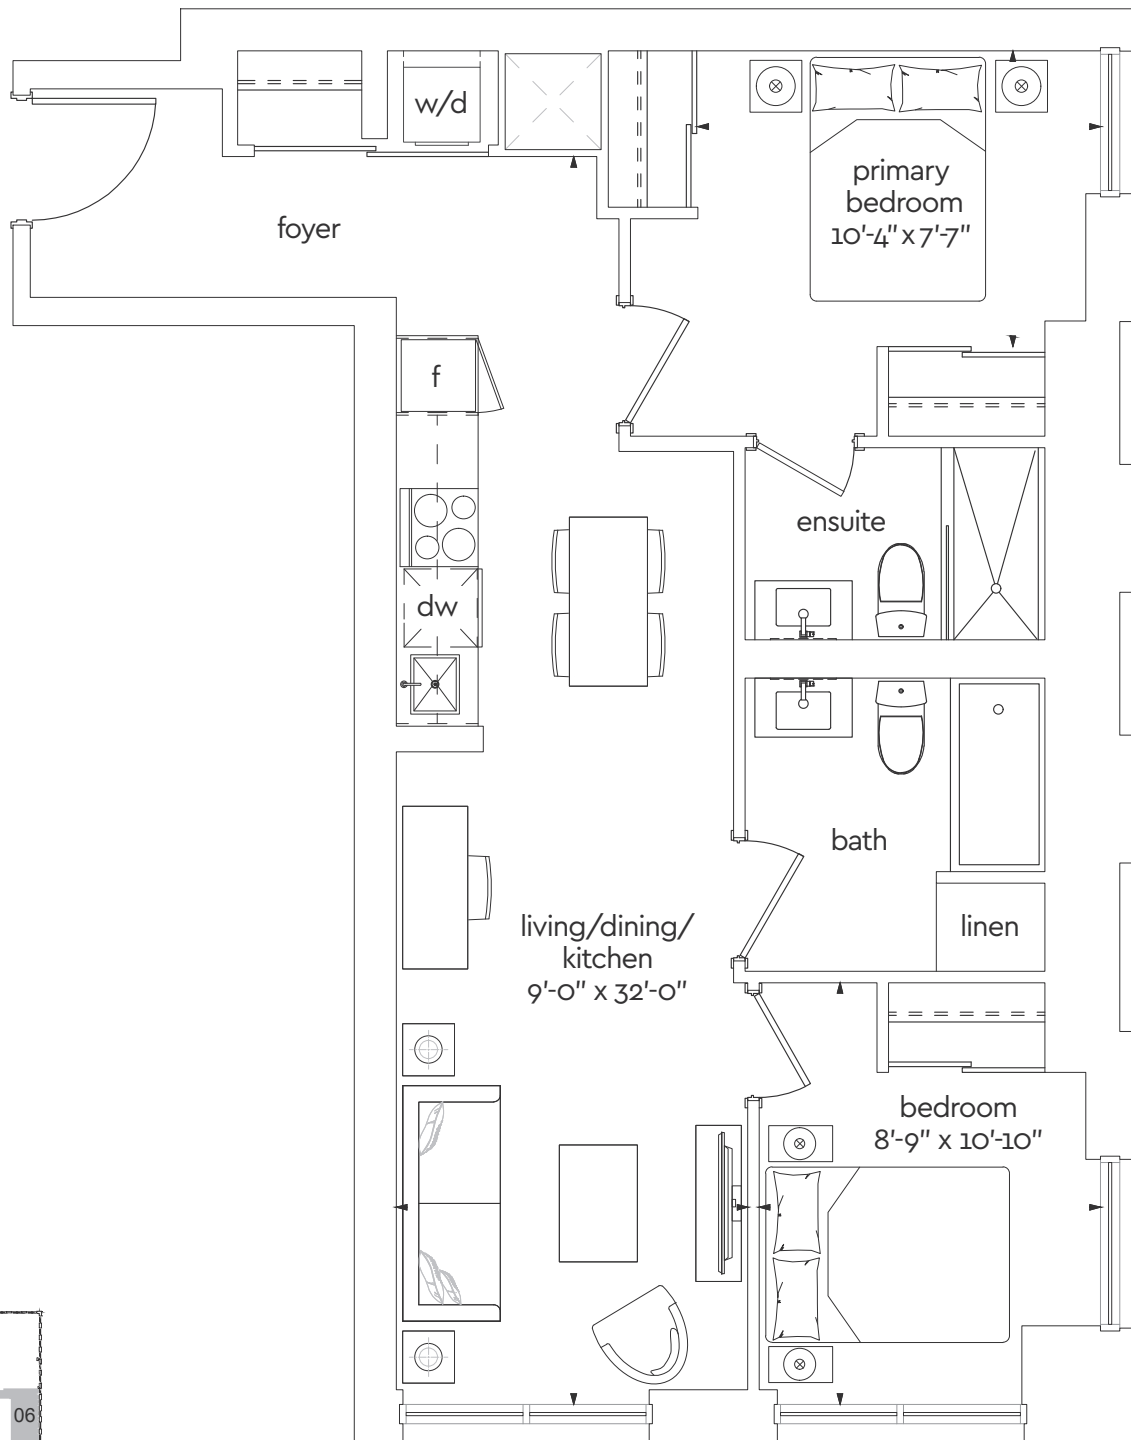 w/d
primary
bedroom
10'-4" x 7'-7"
foyer
f
ensuite
dw
bath
living/dining/
kitchen
9'-0" x 32'-0"
linen
bedroom
8'-9" x 10'-10"
06